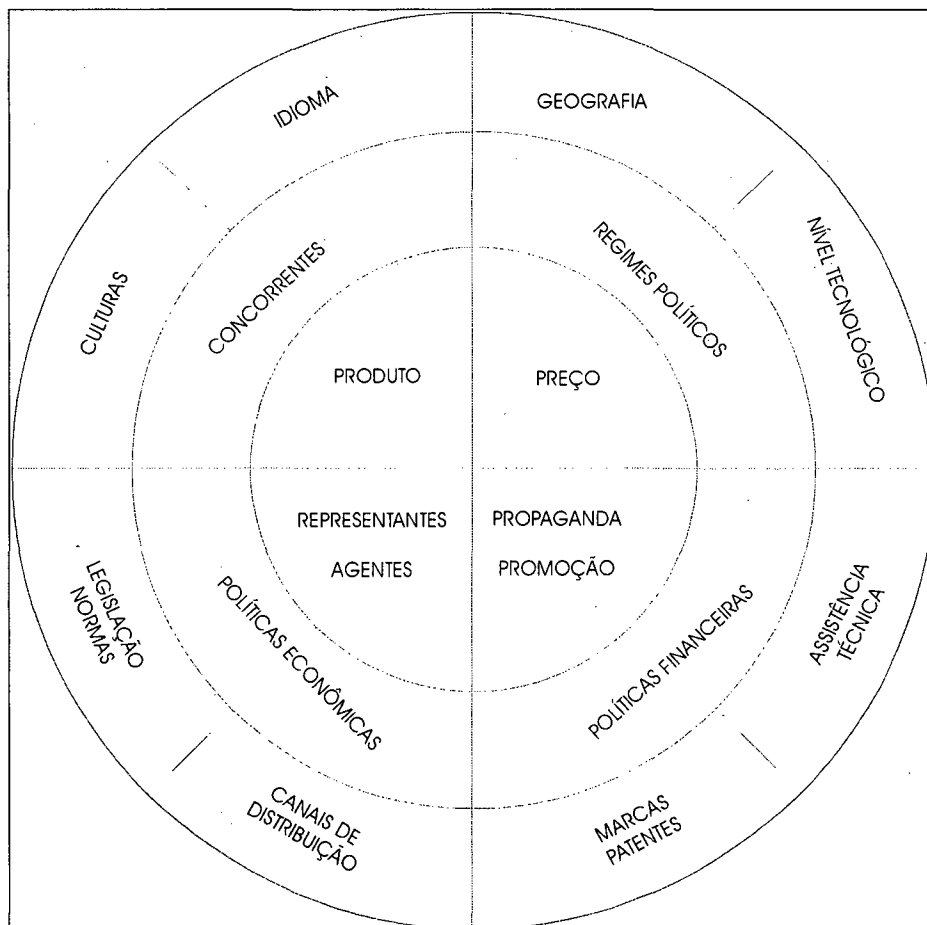 IDIOMA
GEOGRAFIA
CULTURAS
CONCORRENTES
REGIMES POLÍTICOS
NÍVEL TECNOLÓGICO
PRODUTO
PREÇO
REPRESENTANTES
AGENTES
PROPAGANDA
PROMOÇÃO
LEGISLAÇÃO
NORMAS
POLÍTICAS ECONÔMICAS
POLÍTICAS FINANCEIRAS
ASSISTÊNCIA
TÉCNICA
CANAIS DE
DISTRIBUIÇÃO
MARCAS
PATENTES